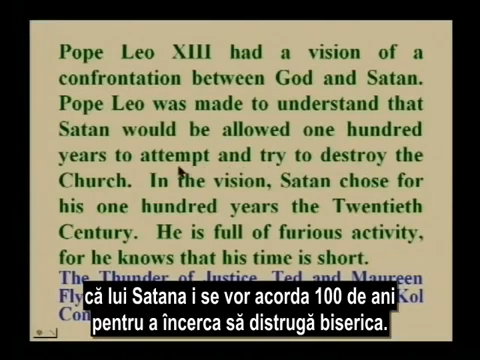 Pope Leo XIII had a vision of a
confrontation between God and Satan.
Pope Leo was made to understand that
Satan would be allowed one hundred
years to attempt and try to destroy the
Church. In the vision, Satan chose for
his one hundred years the Twentieth
Century. He is full of furious activity,
for he knows that his time is short.
The Thunder of Justice, Ted and Maureen
Fly Kol
Con
că lui Satana i se vor acorda 100 de ani
pentru a încerca să distrugă biserica.